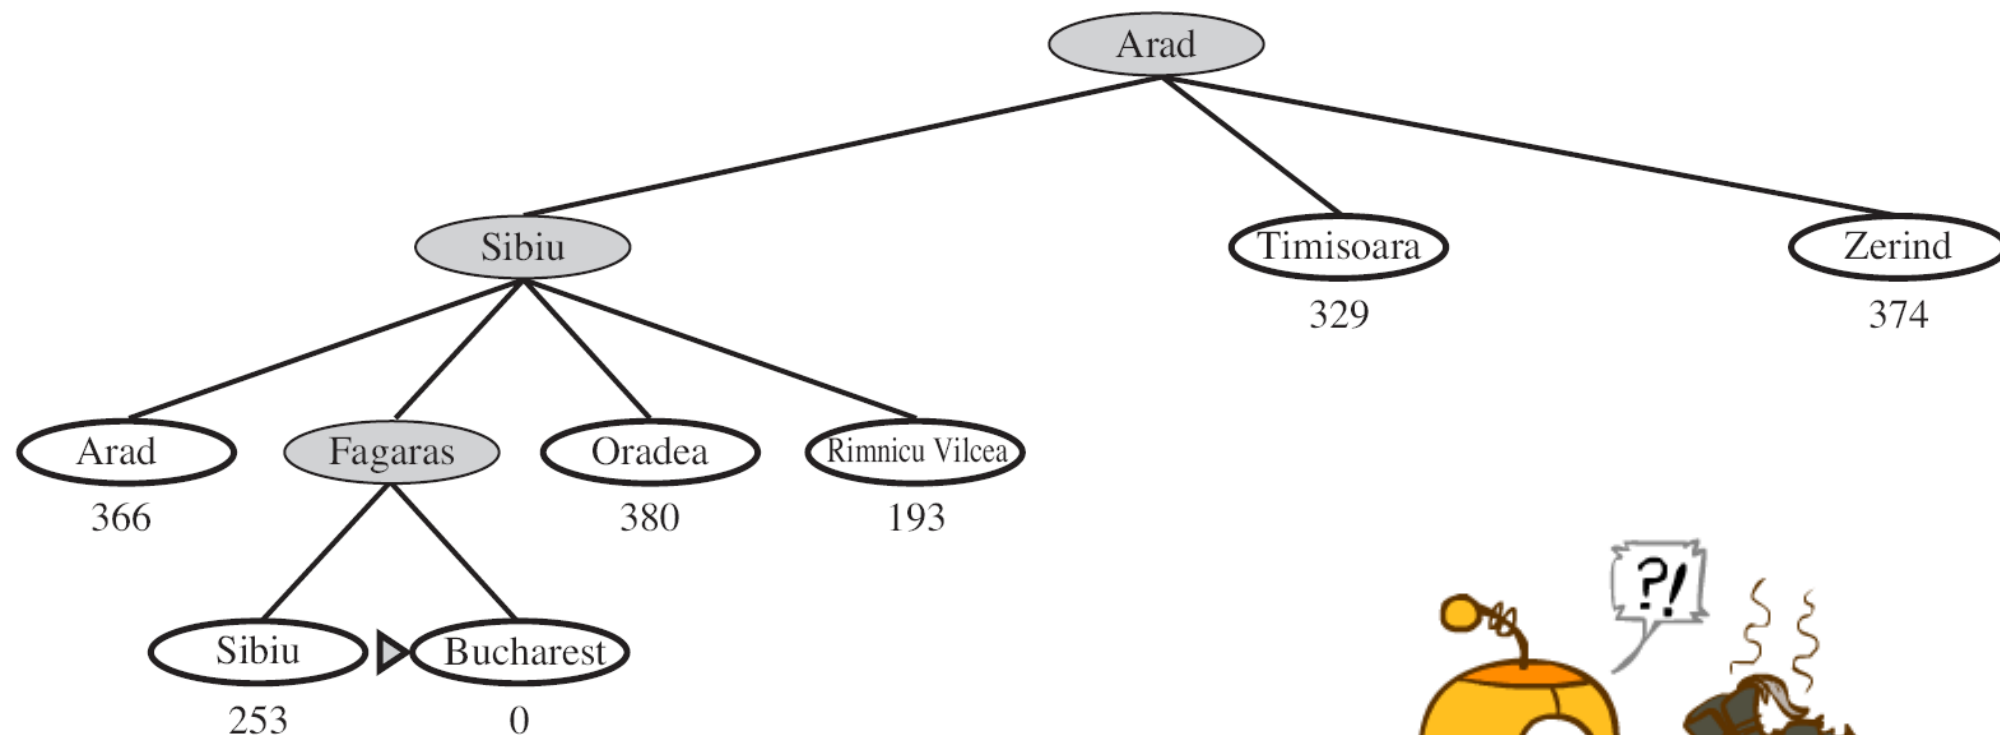 Arad
Sibiu
Timisoara
Zerind
329
374
Arad
Fagaras
Oradea
Rimnicu Vilcea
366
380
193
Sibiu
Bucharest
253
0
?!